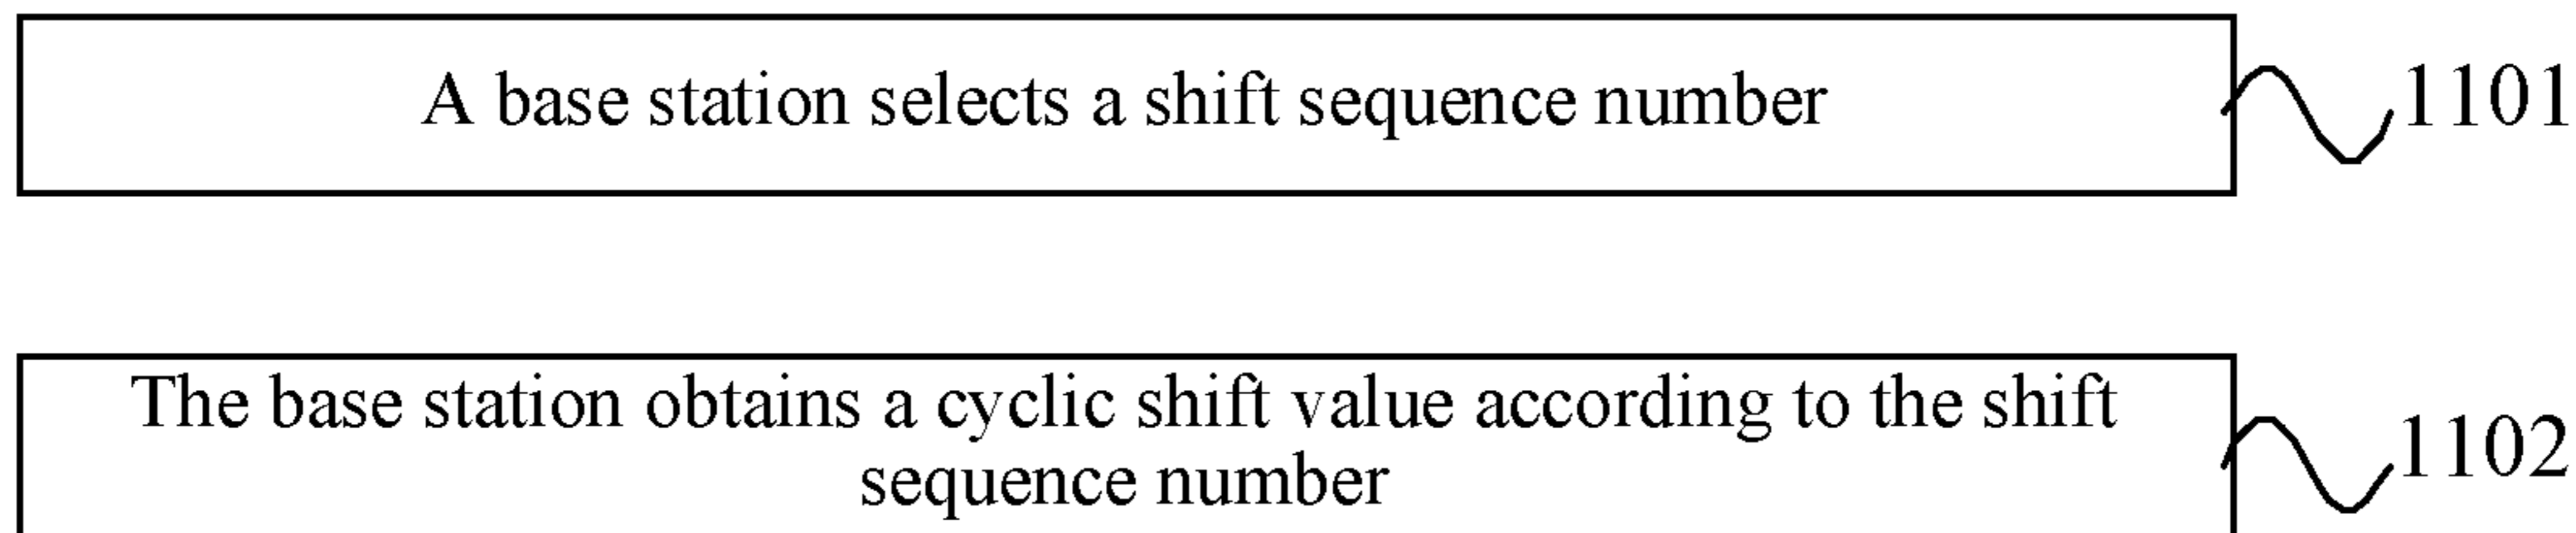 A base station selects a shift sequence number
1101
The base station obtains a cyclic shift value according to the shift
sequence number
1102